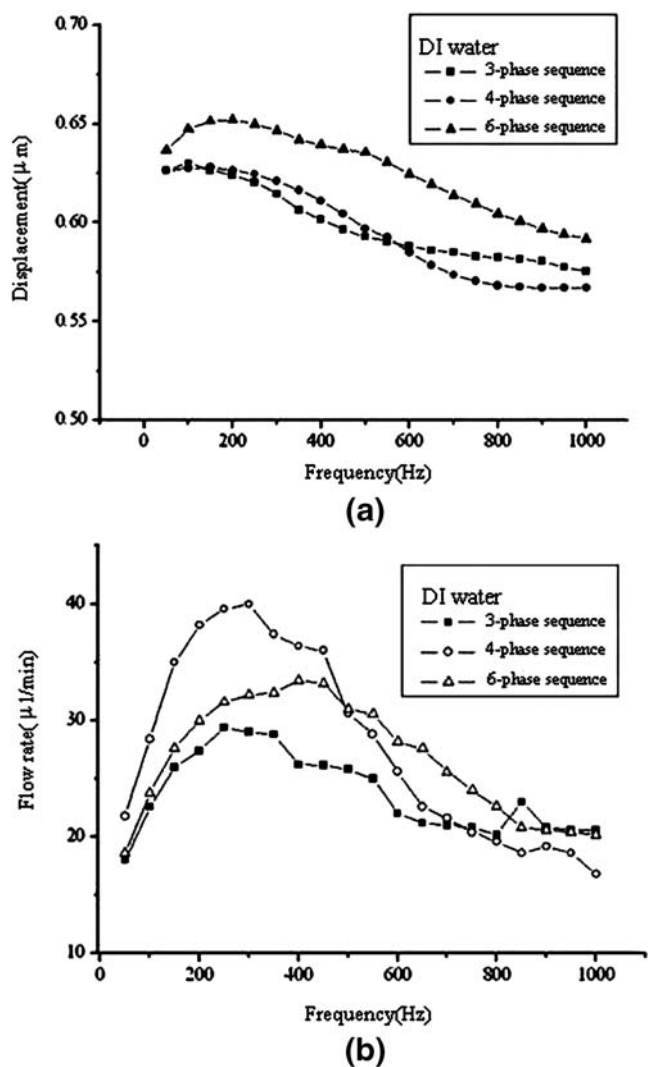 0.70
0.65
0.60
0.55
0.50
Displacement(μm)
DI water
3-phase sequence
4-phase sequence
6-phase sequence
0 200 400 600 800 1000
Frequency(Hz)
(a)
40
30
20
10
Flow rate(μl/min)
DI water
3-phase sequence
4-phase sequence
6-phase sequence
0 200 400 600 800 1000
Frequency(Hz)
(b)